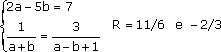 2a - 5b = 7
1/(a+b) = 3/(a-b+1)    R = 11/6 e -2/3